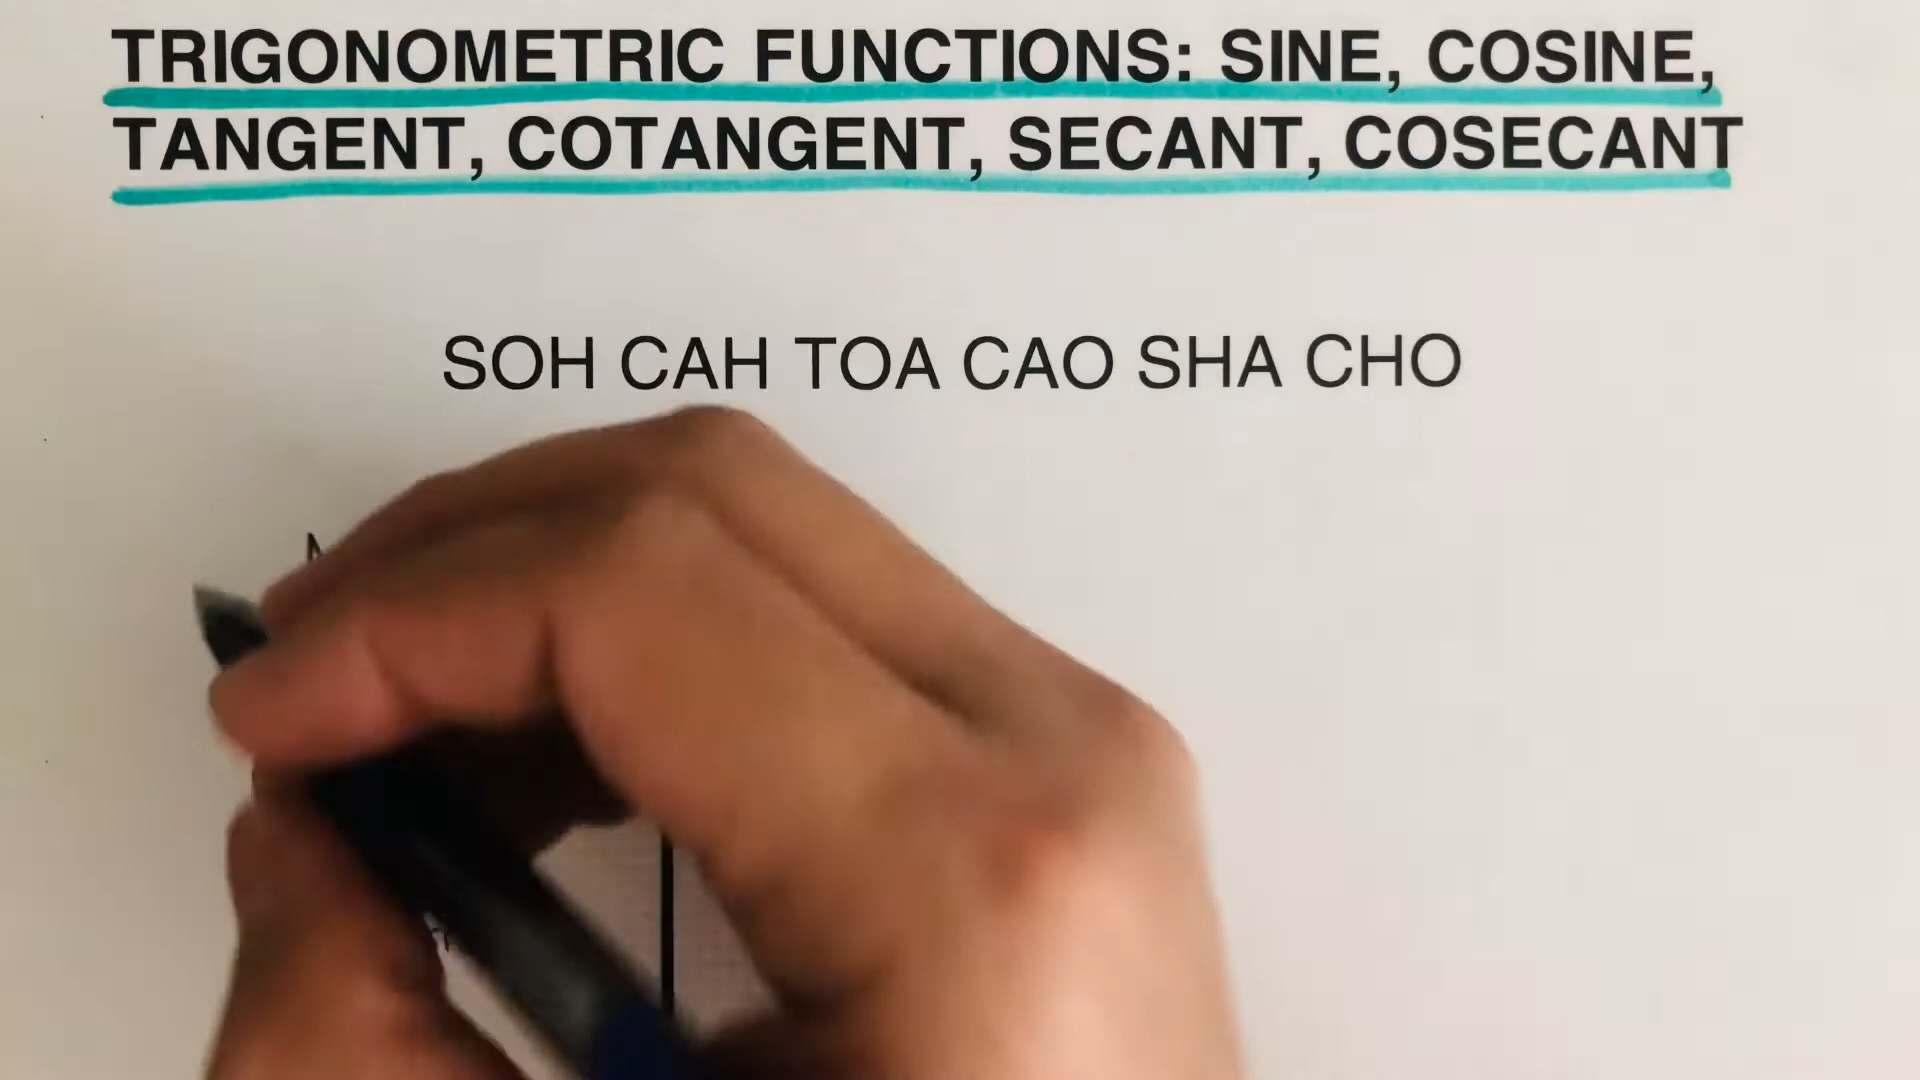 TRIGONOMETRIC FUNCTIONS: SINE, COSINE,
TANGENT, COTANGENT, SECANT, COSECANT
SOH CAH TOA CAO SHA CHO